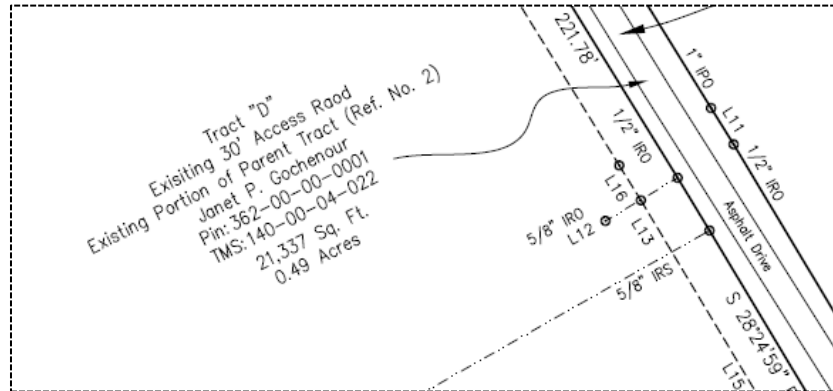 Tract "D"
Exisiting 30' Access Raod
Existing Portion of Parent Tract (Ref. No. 2)
Janet P. Gochenour
Pin: 362-00-00-0001
TMS: 140-00-04-022
21,337 Sq. Ft.
0.49 Acres
221.78'
1/2" IRO
L16
5/8" IRO
L12
L13
5/8" IRS
1" IPO
L11
1/2" IRO
Asphalt Drive
S 28°24'59"
L15